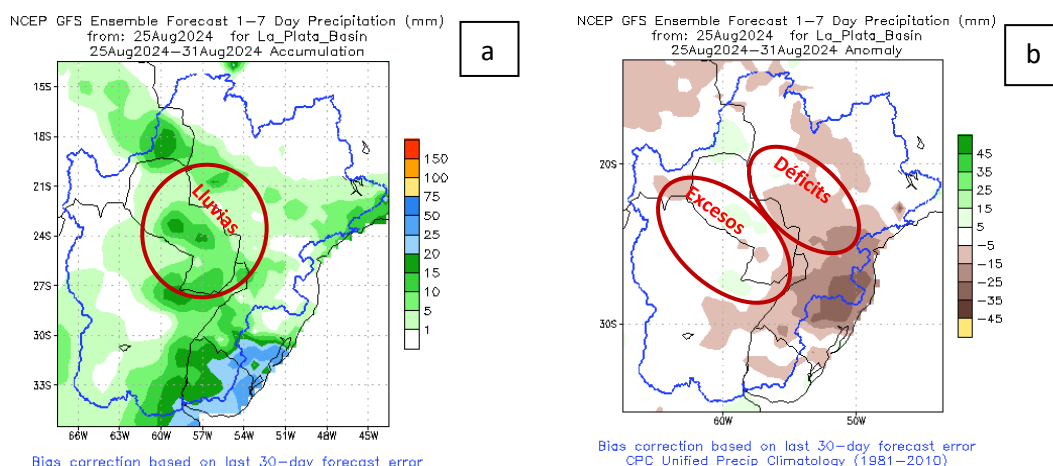 NCEP GFS Ensemble Forecast 1-7 Day Precipitation (mm)
from: 25Aug2024 for La_Plata_Basin
25Aug2024-31Aug2024 Accumulation
a
15S
18S
21S
24S
27S
30S
33S
66W
63W
60W
57W
54W
51W
48W
45W
Lluvias
150
100
75
50
25
20
15
10
5
1
Bias correction based on last 30-day forecast error
NCEP GFS Ensemble Forecast 1-7 Day Precipitation (mm)
from: 25Aug2024 for La_Plata_Basin
25Aug2024-31Aug2024 Anomaly
b
20S
30S
60W
50W
Déficits
Excesos
45
35
25
15
5
-5
-15
-25
-35
-45
Bias correction based on last 30-day forecast error
CPC Unified Precip Climatology (1981-2010)